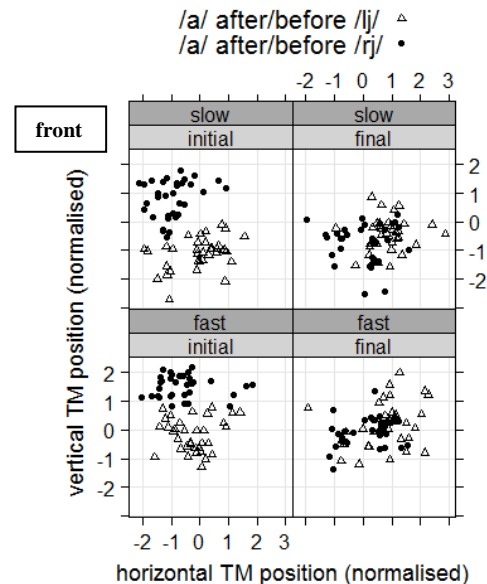 /a/ after/before /lj/ △
/a/ after/before /rj/ ●
-2 -1 0 1 2 3
front
slow slow
initial final
2
1
0
-1
-2
fast fast
initial final
2
1
0
-1
-2
vertical TM position (normalised)
-2 -1 0 1 2 3
horizontal TM position (normalised)